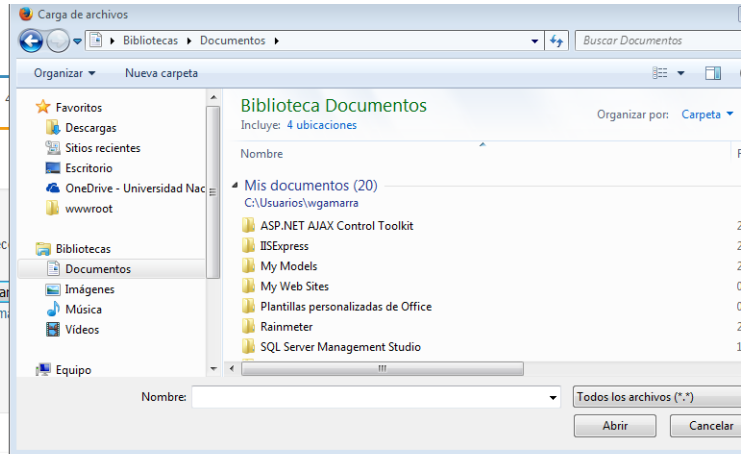 Carga de archivos
Bibliotecas Documentos
Buscar Documentos
Organizar Nueva carpeta
Favoritos
Descargas
Sitios recientes
Escritorio
OneDrive - Universidad Nac
wwwroot
Bibliotecas
Documentos
Imágenes
Música
Vídeos
Equipo
Biblioteca Documentos
Incluye: 4 ubicaciones
Organizar por: Carpeta
Nombre
Mis documentos (20)
C:\Usuarios\wgamarra
ASP.NET AJAX Control Toolkit
IISExpress
My Models
My Web Sites
Plantillas personalizadas de Office
Rainmeter
SQL Server Management Studio
Nombre:
Todos los archivos (*.*)
Abrir Cancelar